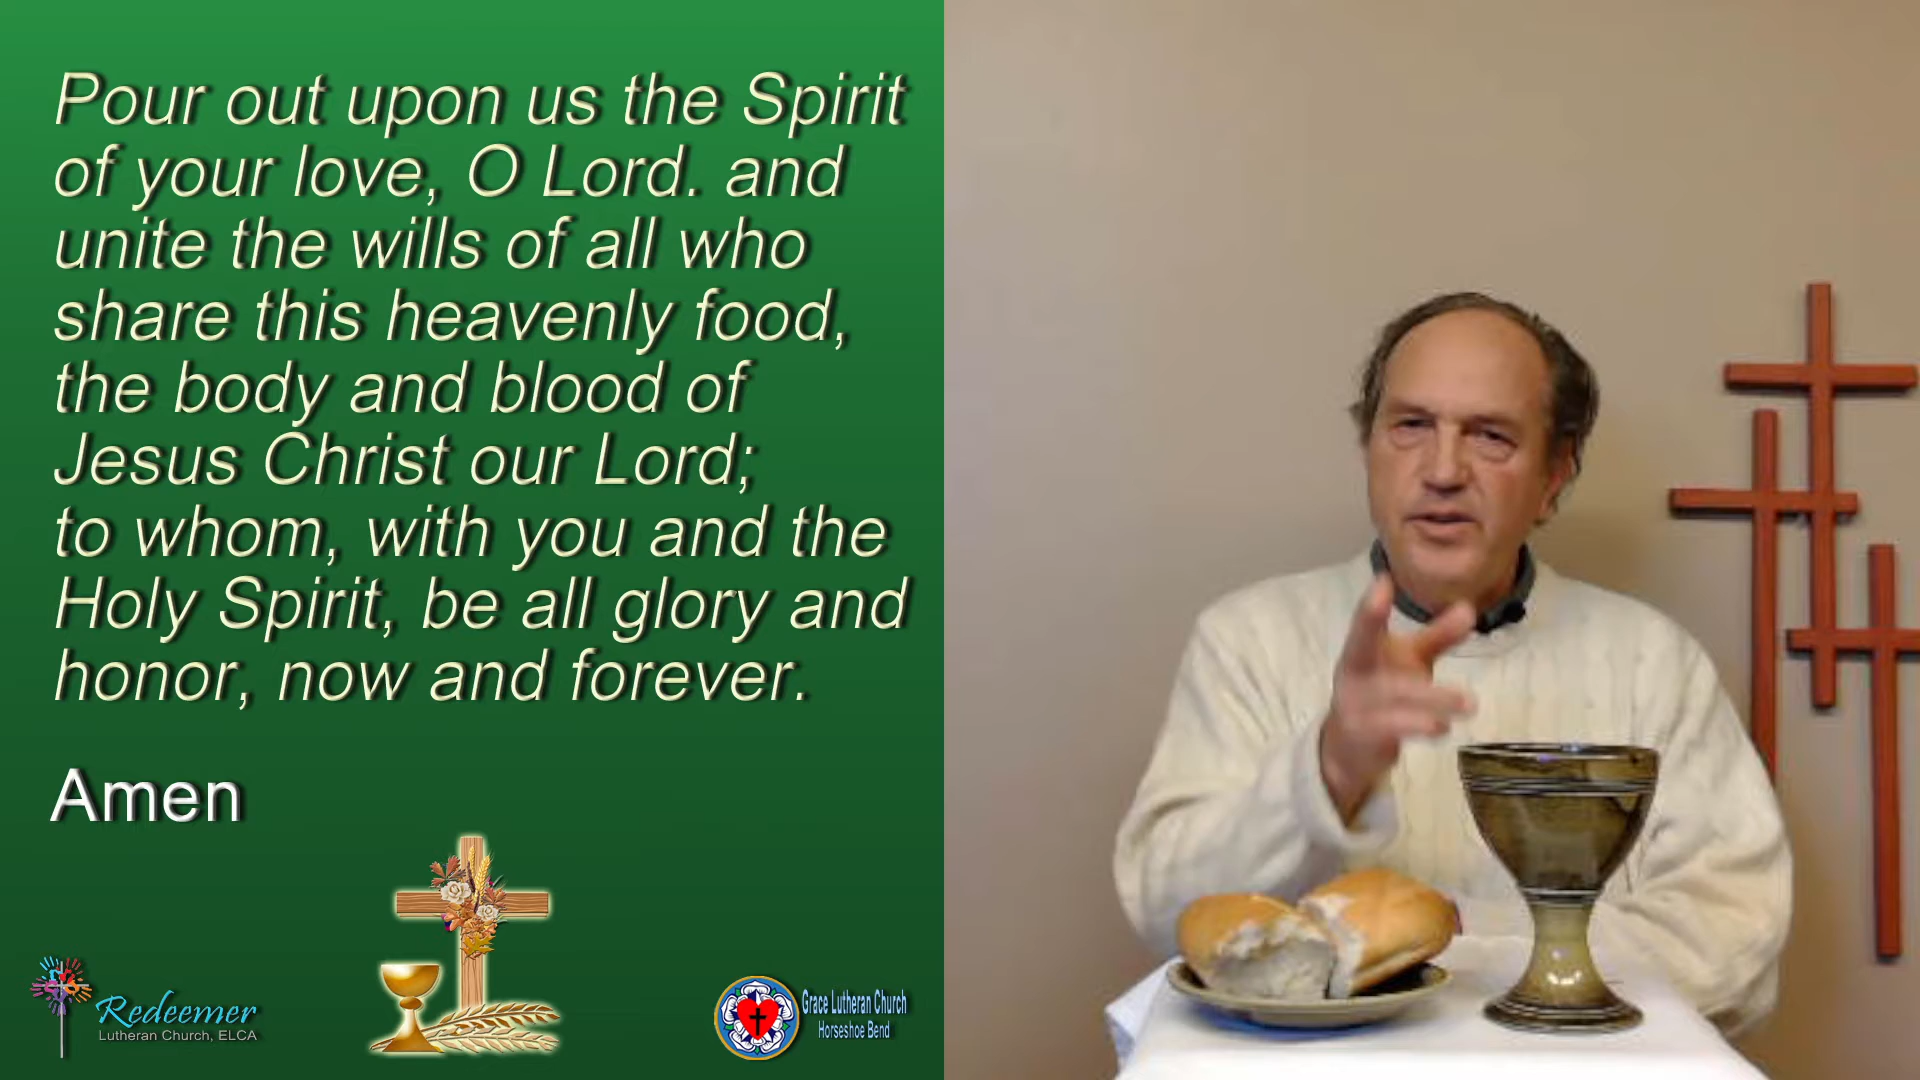 Pour out upon us the Spirit
of your love, O Lord. and
unite the wills of all who
share this heavenly food,
the body and blood of
Jesus Christ our Lord;
to whom, with you and the
Holy Spirit, be all glory and
honor, now and forever.
Amen
Redeemer
Lutheran Church, ELCA
Grace Lutheran Church
Horseshoe Bend